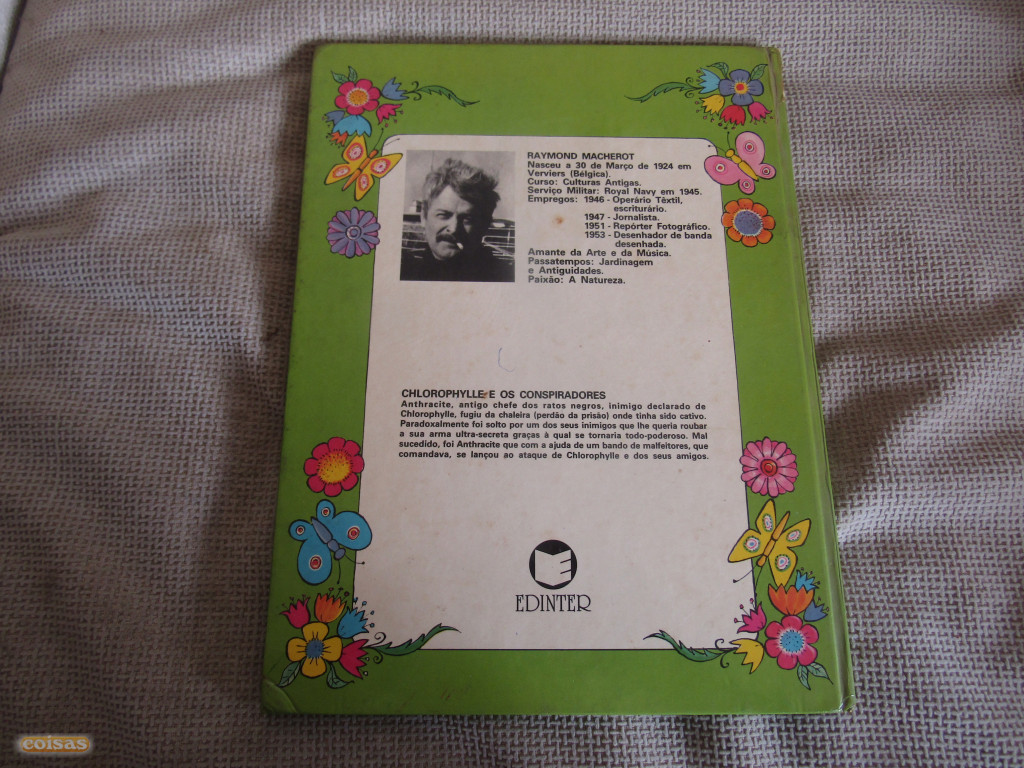 RAYMOND MACHEROT
Nasceu a 30 de Março de 1924 em
Verviers (Bélgica).
Curso: Culturas Antigas.
Serviço Militar: Royal Navy em 1945.
Empregos: 1946 - Operário Têxtil,
escriturário.
1947 - Jornalista.
1951 - Repórter Fotográfico.
1953 - Desenhador de banda
desenhada.
Amante da Arte e da Música.
Passatempos: Jardinagem
e Antiguidades.
Paixão: A Natureza.
CHLOROPHYLLE E OS CONSPIRADORES
Anthracite, antigo chefe dos ratos negros, inimigo declarado de
Chlorophylle, fugiu da chaleira (perdão da prisão) onde tinha sido cativo.
Paradoxalmente foi solto por um dos seus inimigos que lhe queria roubar
a sua arma ultra-secreta graças à qual se tornaria todo-poderoso. Mal
sucedido, foi Anthracite que com a ajuda de um bando de malfeitores, que
comandava, se lançou ao ataque de Chlorophylle e dos seus amigos.
EDINTER
coisas